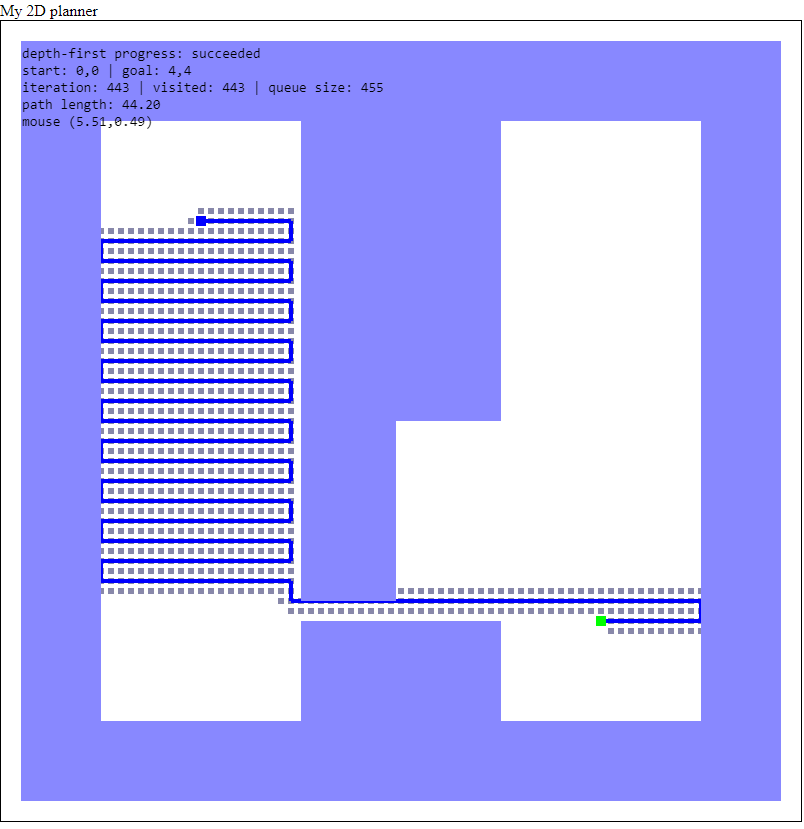 My 2D planner
depth-first progress: succeeded
start: 0,0 | goal: 4,4
iteration: 443 | visited: 443 | queue size: 455
path length: 44.20
mouse (5.51,0.49)